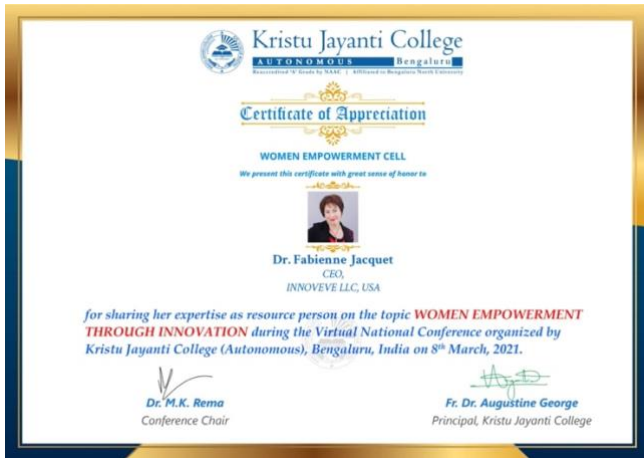 Kristu Jayanti College
AUTONOMOUS Bengaluru
Reaccredited 'A' Grade by NAAC | Affiliated to Bengaluru North University
Certificate of Appreciation
WOMEN EMPOWERMENT CELL
We present this certificate with great sense of honor to
Dr. Fabienne Jacquet
CEO,
INNOVEVE LLC, USA
for sharing her expertise as resource person on the topic WOMEN EMPOWERMENT
THROUGH INNOVATION during the Virtual National Conference organized by
Kristu Jayanti College (Autonomous), Bengaluru, India on 8th March, 2021.
Dr. M.K. Rema
Conference Chair
Fr. Dr. Augustine George
Principal, Kristu Jayanti College